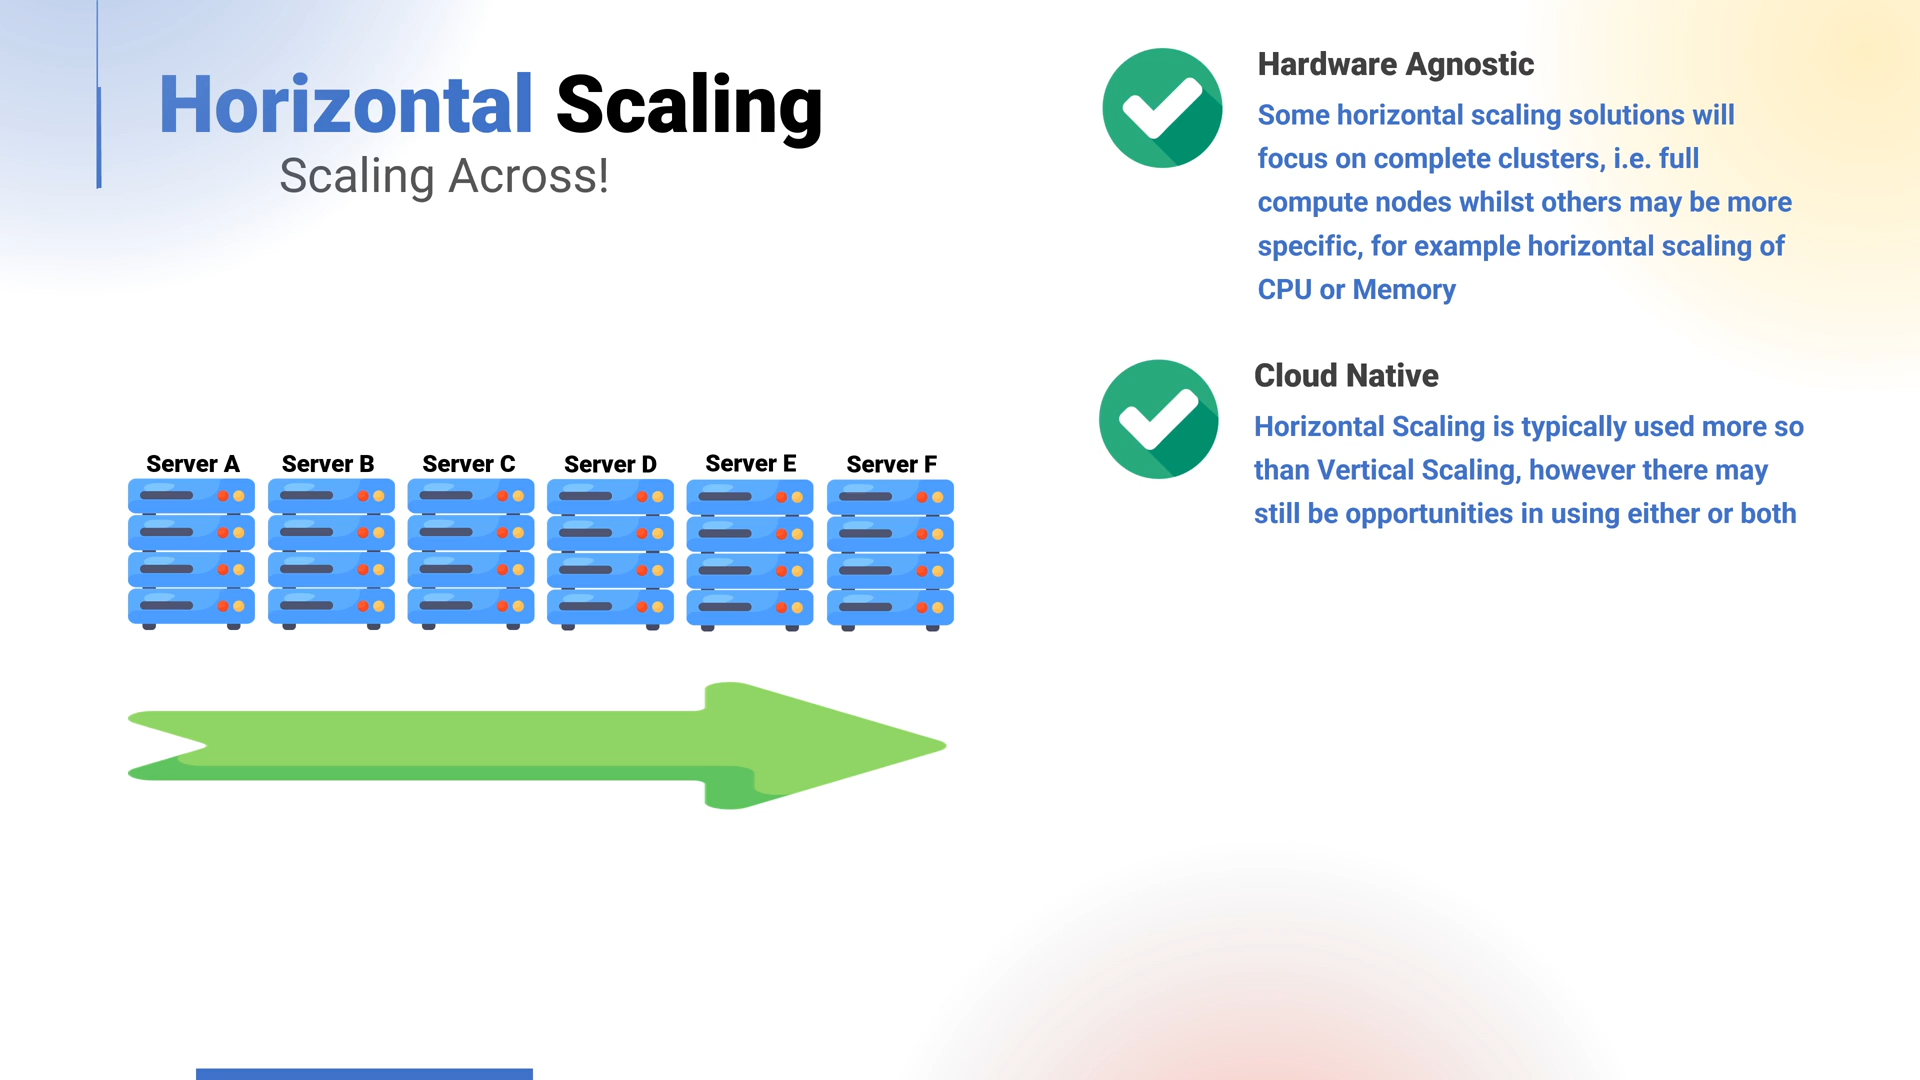 Horizontal Scaling
Scaling Across!
Server A Server B Server C Server D Server E Server F
Hardware Agnostic
Some horizontal scaling solutions will
focus on complete clusters, i.e. full
compute nodes whilst others may be more
specific, for example horizontal scaling of
CPU or Memory
Cloud Native
Horizontal Scaling is typically used more so
than Vertical Scaling, however there may
still be opportunities in using either or both